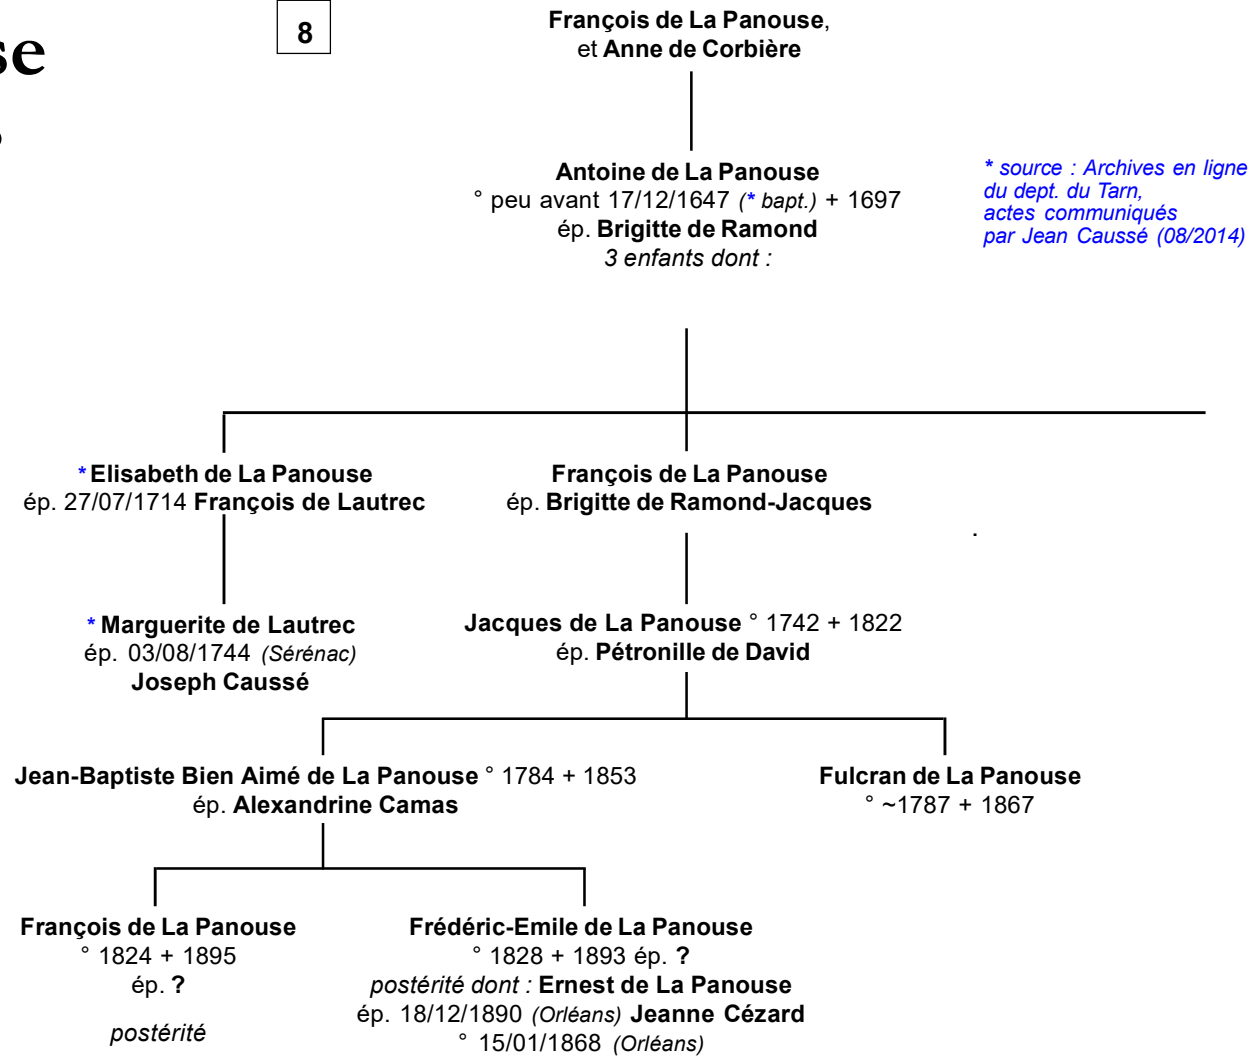 se
8
François de La Panouse,
et Anne de Corbière
Antoine de La Panouse
° peu avant 17/12/1647 (* bapt.) + 1697
ép. Brigitte de Ramond
3 enfants dont :
* source : Archives en ligne
du dept. du Tarn,
actes communiqués
par Jean Caussé (08/2014)
* Elisabeth de La Panouse
ép. 27/07/1714 François de Lautrec
François de La Panouse
ép. Brigitte de Ramond-Jacques
.
* Marguerite de Lautrec
ép. 03/08/1744 (Sérénac)
Joseph Caussé
Jacques de La Panouse ° 1742 + 1822
ép. Pétronille de David
Jean-Baptiste Bien Aimé de La Panouse ° 1784 + 1853
ép. Alexandrine Camas
Fulcran de La Panouse
° ~1787 + 1867
François de La Panouse
° 1824 + 1895
ép. ?
postérité
Frédéric-Emile de La Panouse
° 1828 + 1893 ép. ?
postérité dont : Ernest de La Panouse
ép. 18/12/1890 (Orléans) Jeanne Cézard
° 15/01/1868 (Orléans)